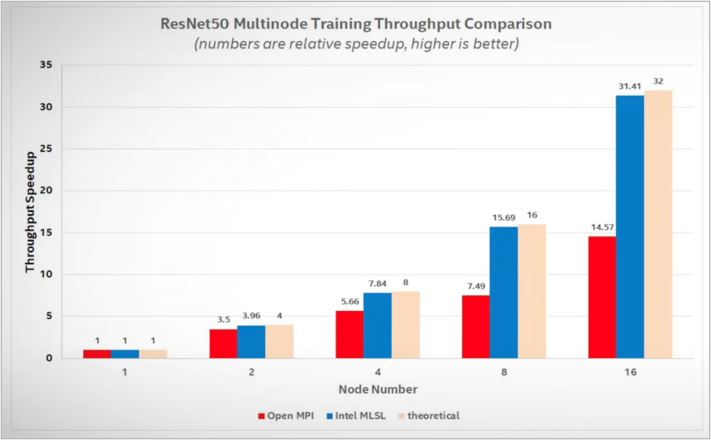 ResNet50 Multinode Training Throughput Comparison
(numbers are relative speedup, higher is better)
Throughput Speedup
35
30
25
20
15
10
5
0
1 1 1
3.5 3.96 4
5.66 7.84 8
7.49 15.69 16
14.57 31.41 32
1 2 4 8 16
Node Number
Open MPI Intel MLSL theoretical